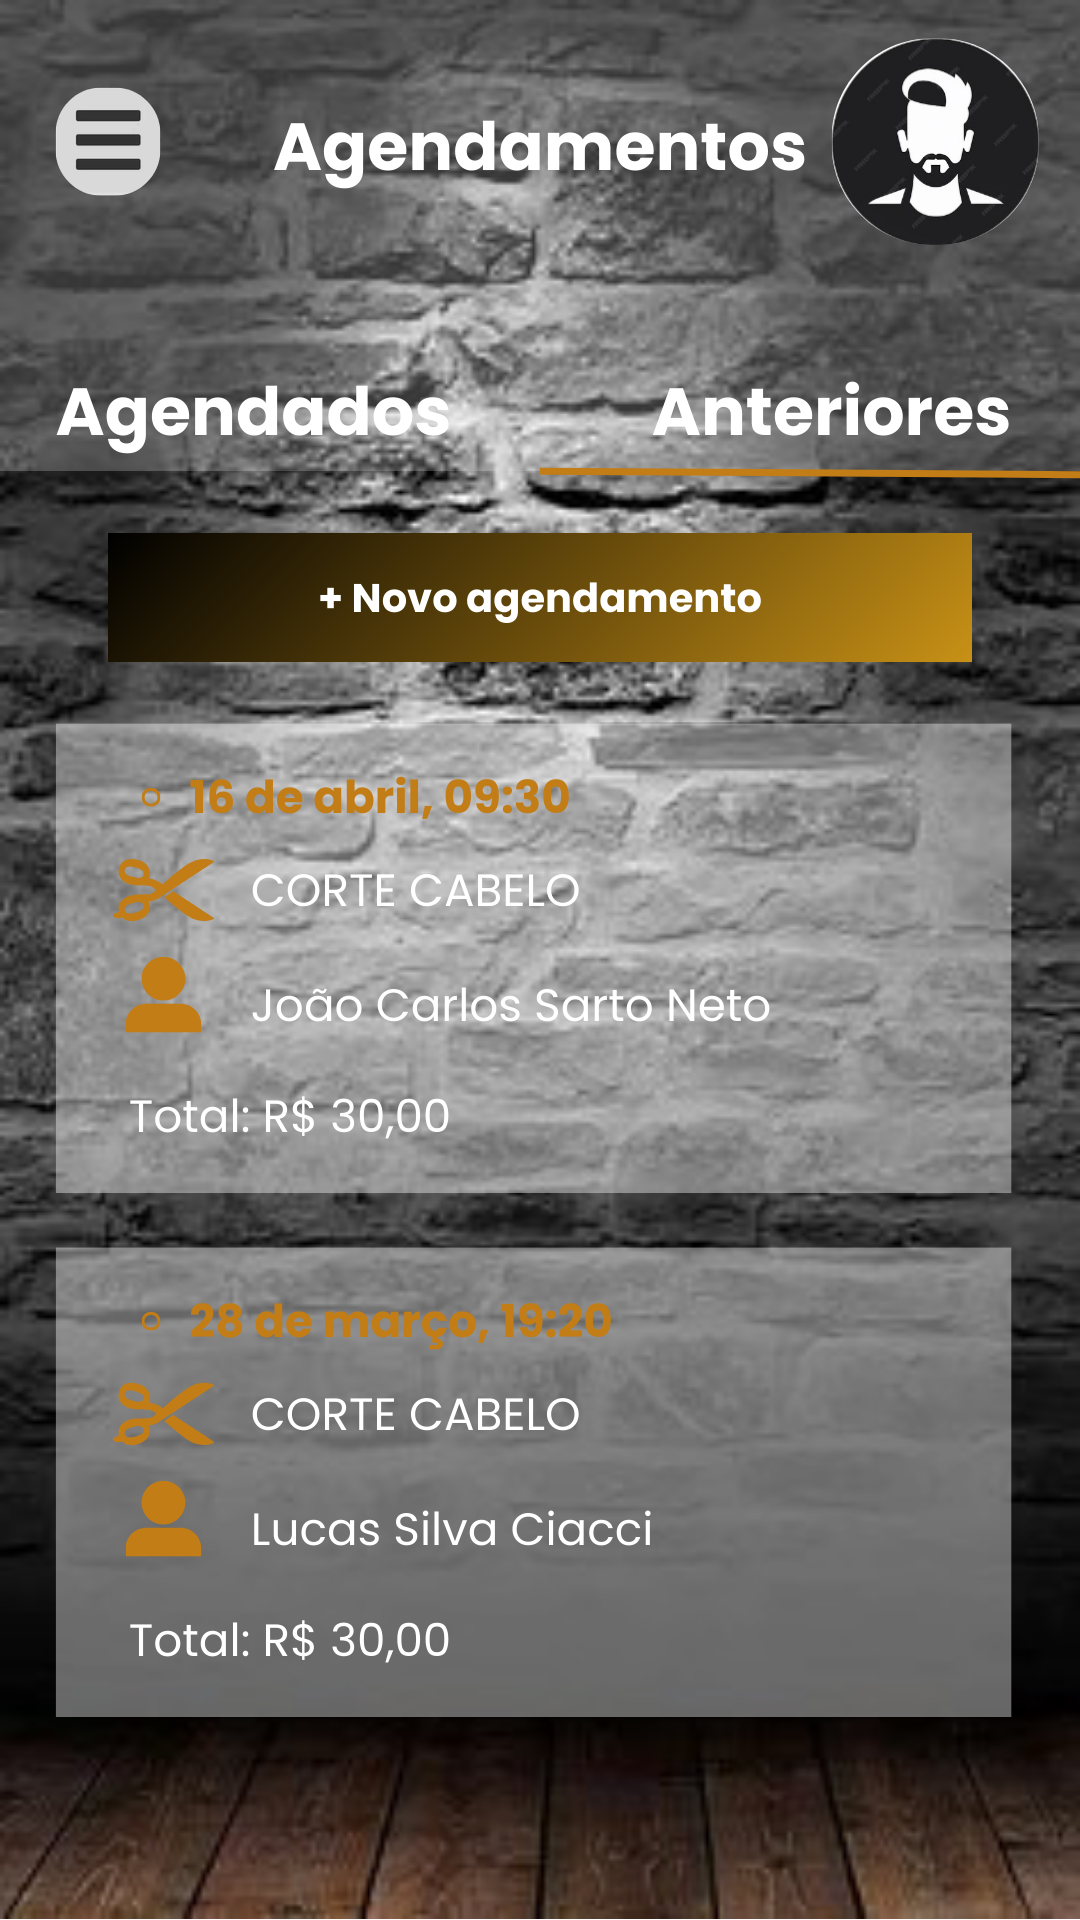 Agendamentos
Agendados
Anteriores
+ Novo agendamento
16 de abril, 09:30
CORTE CABELO
João Carlos Sarto Neto
Total: R$ 30,00
28 de março, 19:20
CORTE CABELO
Lucas Silva Ciacci
Total: R$ 30,00